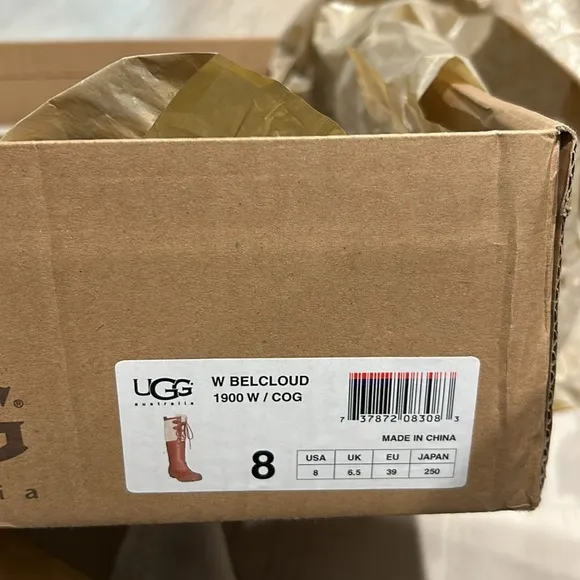 G®
ia
UGG®
australia
W BELCLOUD
1900 W / COG
7 37872 08308 3
MADE IN CHINA
8
USA UK EU JAPAN
8 6.5 39 250